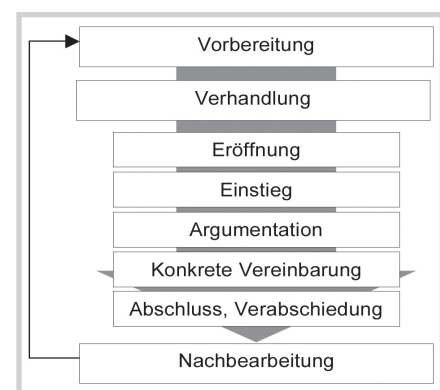 Vorbereitung
Verhandlung
Eröffnung
Einstieg
Argumentation
Konkrete Vereinbarung
Abschluss, Verabschiedung
Nachbearbeitung